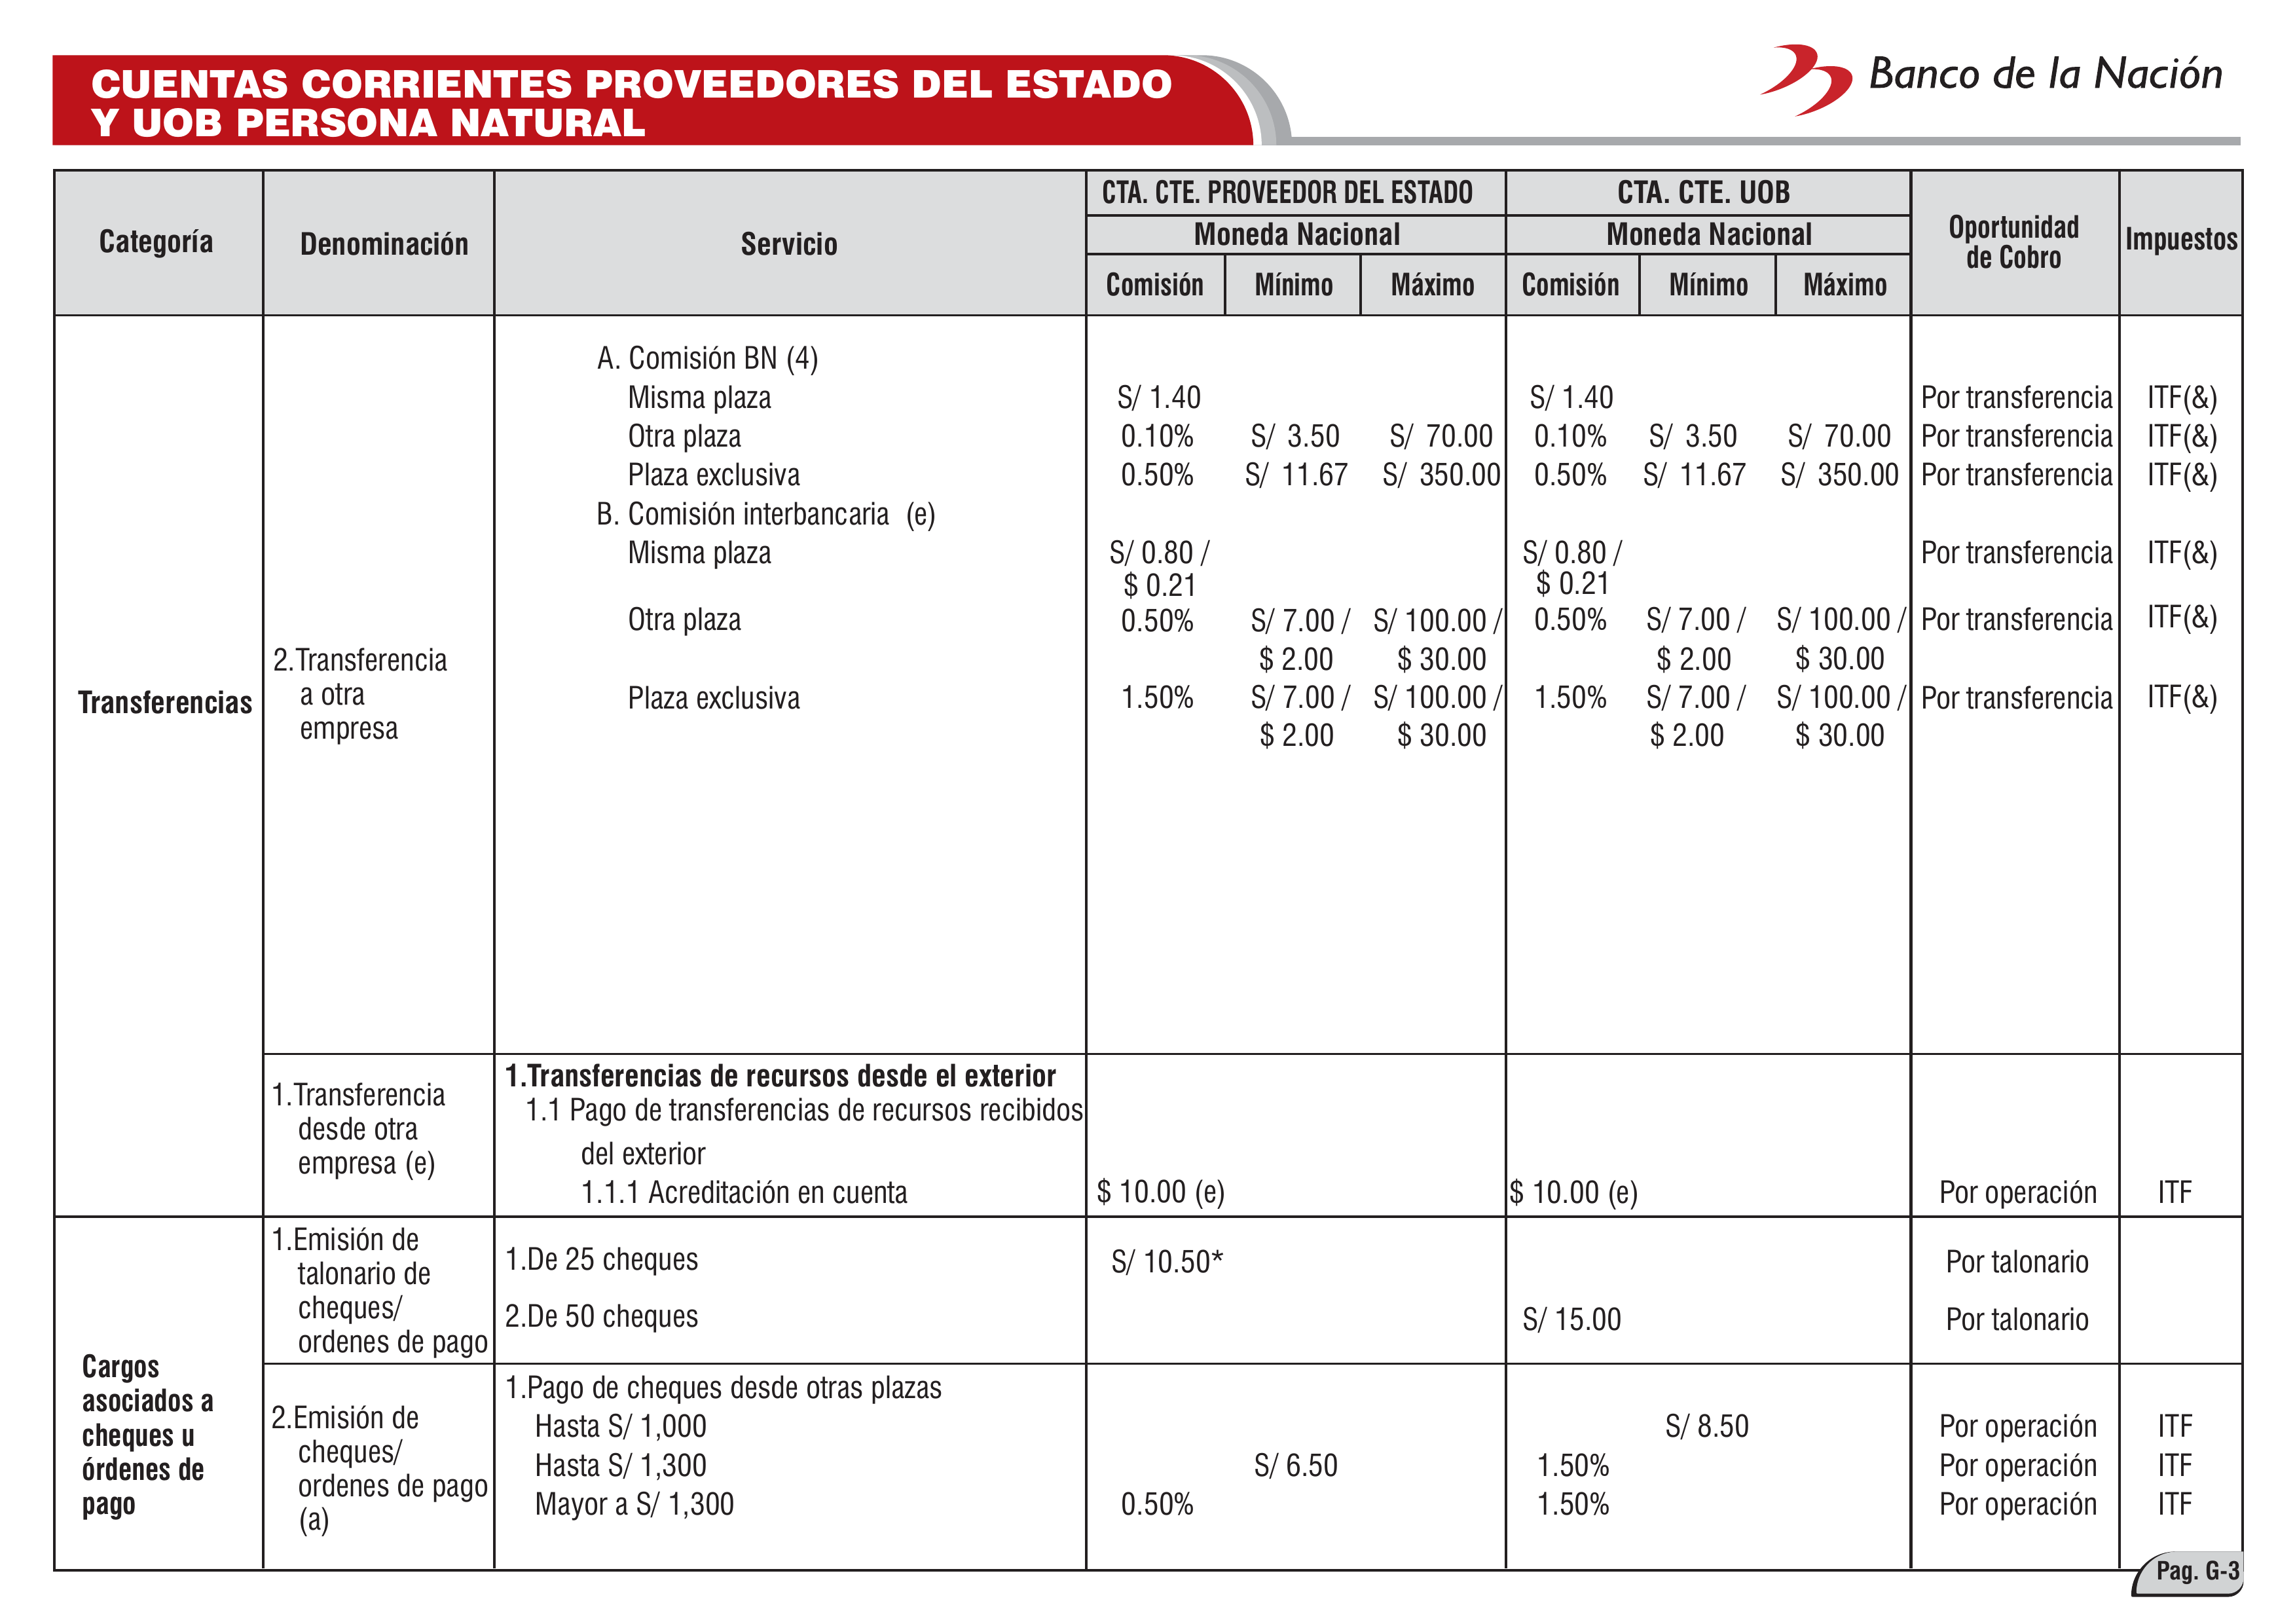 CUENTAS CORRIENTES PROVEEDORES DEL ESTADO
Y UOB PERSONA NATURAL
Banco de la Nación
Categoría Denominación Servicio CTA. CTE. PROVEEDOR DEL ESTADO CTA. CTE. UOB Oportunidad de Cobro Impuestos
Moneda Nacional Moneda Nacional
Comisión Mínimo Máximo Comisión Mínimo Máximo
Transferencias
2.Transferencia
a otra
empresa
A. Comisión BN (4)
Misma plaza S/ 1.40 S/ 1.40 Por transferencia ITF(&)
Otra plaza 0.10% S/ 3.50 S/ 70.00 0.10% S/ 3.50 S/ 70.00 Por transferencia ITF(&)
Plaza exclusiva 0.50% S/ 11.67 S/ 350.00 0.50% S/ 11.67 S/ 350.00 Por transferencia ITF(&)
B. Comisión interbancaria (e)
Misma plaza S/ 0.80 / S/ 0.80 / Por transferencia ITF(&)
$ 0.21 $ 0.21
Otra plaza 0.50% S/ 7.00 / S/ 100.00 / 0.50% S/ 7.00 / S/ 100.00 / Por transferencia ITF(&)
$ 2.00 $ 30.00 $ 2.00 $ 30.00
Plaza exclusiva 1.50% S/ 7.00 / S/ 100.00 / 1.50% S/ 7.00 / S/ 100.00 / Por transferencia ITF(&)
$ 2.00 $ 30.00 $ 2.00 $ 30.00
1.Transferencia
desde otra
empresa (e)
1.Transferencias de recursos desde el exterior
1.1 Pago de transferencias de recursos recibidos
del exterior
1.1.1 Acreditación en cuenta $ 10.00 (e) $ 10.00 (e) Por operación ITF
Cargos
asociados a
cheques u
órdenes de
pago
1.Emisión de
talonario de
cheques/
ordenes de pago
1.De 25 cheques S/ 10.50* Por talonario
2.De 50 cheques S/ 15.00 Por talonario
2.Emisión de
cheques/
ordenes de pago
(a)
1.Pago de cheques desde otras plazas
Hasta S/ 1,000 S/ 8.50 Por operación ITF
Hasta S/ 1,300 S/ 6.50 1.50% Por operación ITF
Mayor a S/ 1,300 0.50% 1.50% Por operación ITF
Pag. G-3